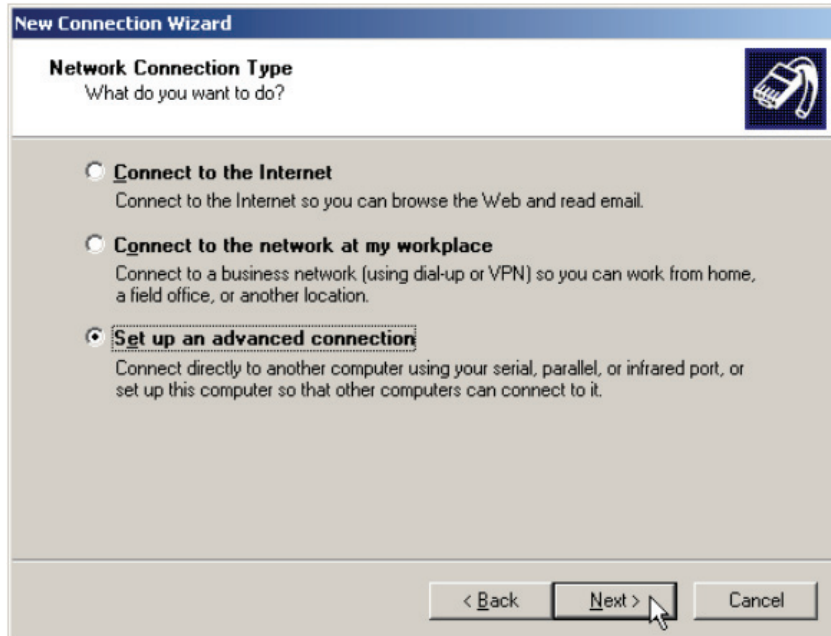 New Connection Wizard
Network Connection Type
What do you want to do?
Connect to the Internet
Connect to the Internet so you can browse the Web and read email.
Connect to the network at my workplace
Connect to a business network (using dial-up or VPN) so you can work from home,
a field office, or another location.
Set up an advanced connection
Connect directly to another computer using your serial, parallel, or infrared port, or
set up this computer so that other computers can connect to it.
< Back Next > Cancel